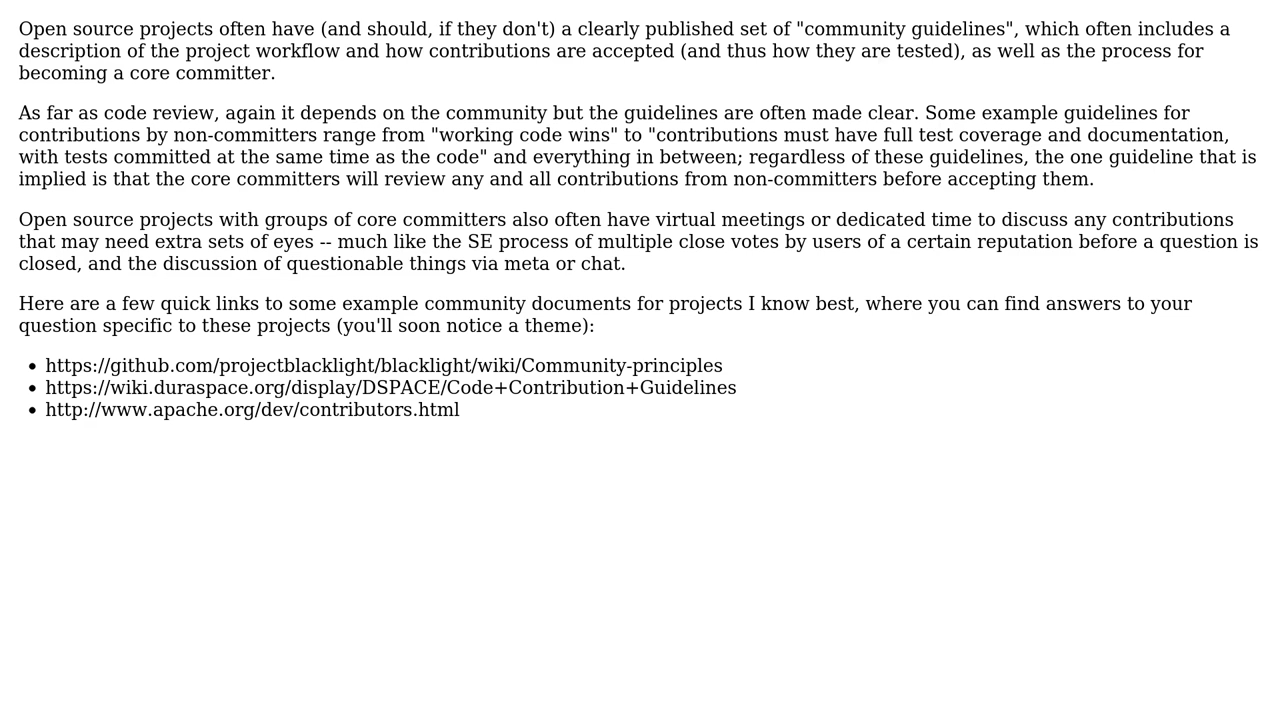 Open source projects often have (and should, if they don't) a clearly published set of "community guidelines", which often includes a
description of the project workflow and how contributions are accepted (and thus how they are tested), as well as the process for
becoming a core committer.
As far as code review, again it depends on the community but the guidelines are often made clear. Some example guidelines for
contributions by non-committers range from "working code wins" to "contributions must have full test coverage and documentation,
with tests committed at the same time as the code" and everything in between; regardless of these guidelines, the one guideline that is
implied is that the core committers will review any and all contributions from non-committers before accepting them.
Open source projects with groups of core committers also often have virtual meetings or dedicated time to discuss any contributions
that may need extra sets of eyes -- much like the SE process of multiple close votes by users of a certain reputation before a question is
closed, and the discussion of questionable things via meta or chat.
Here are a few quick links to some example community documents for projects I know best, where you can find answers to your
question specific to these projects (you'll soon notice a theme):
• https://github.com/projectblacklight/blacklight/wiki/Community-principles
• https://wiki.duraspace.org/display/DSPACE/Code+Contribution+Guidelines
• http://www.apache.org/dev/contributors.html